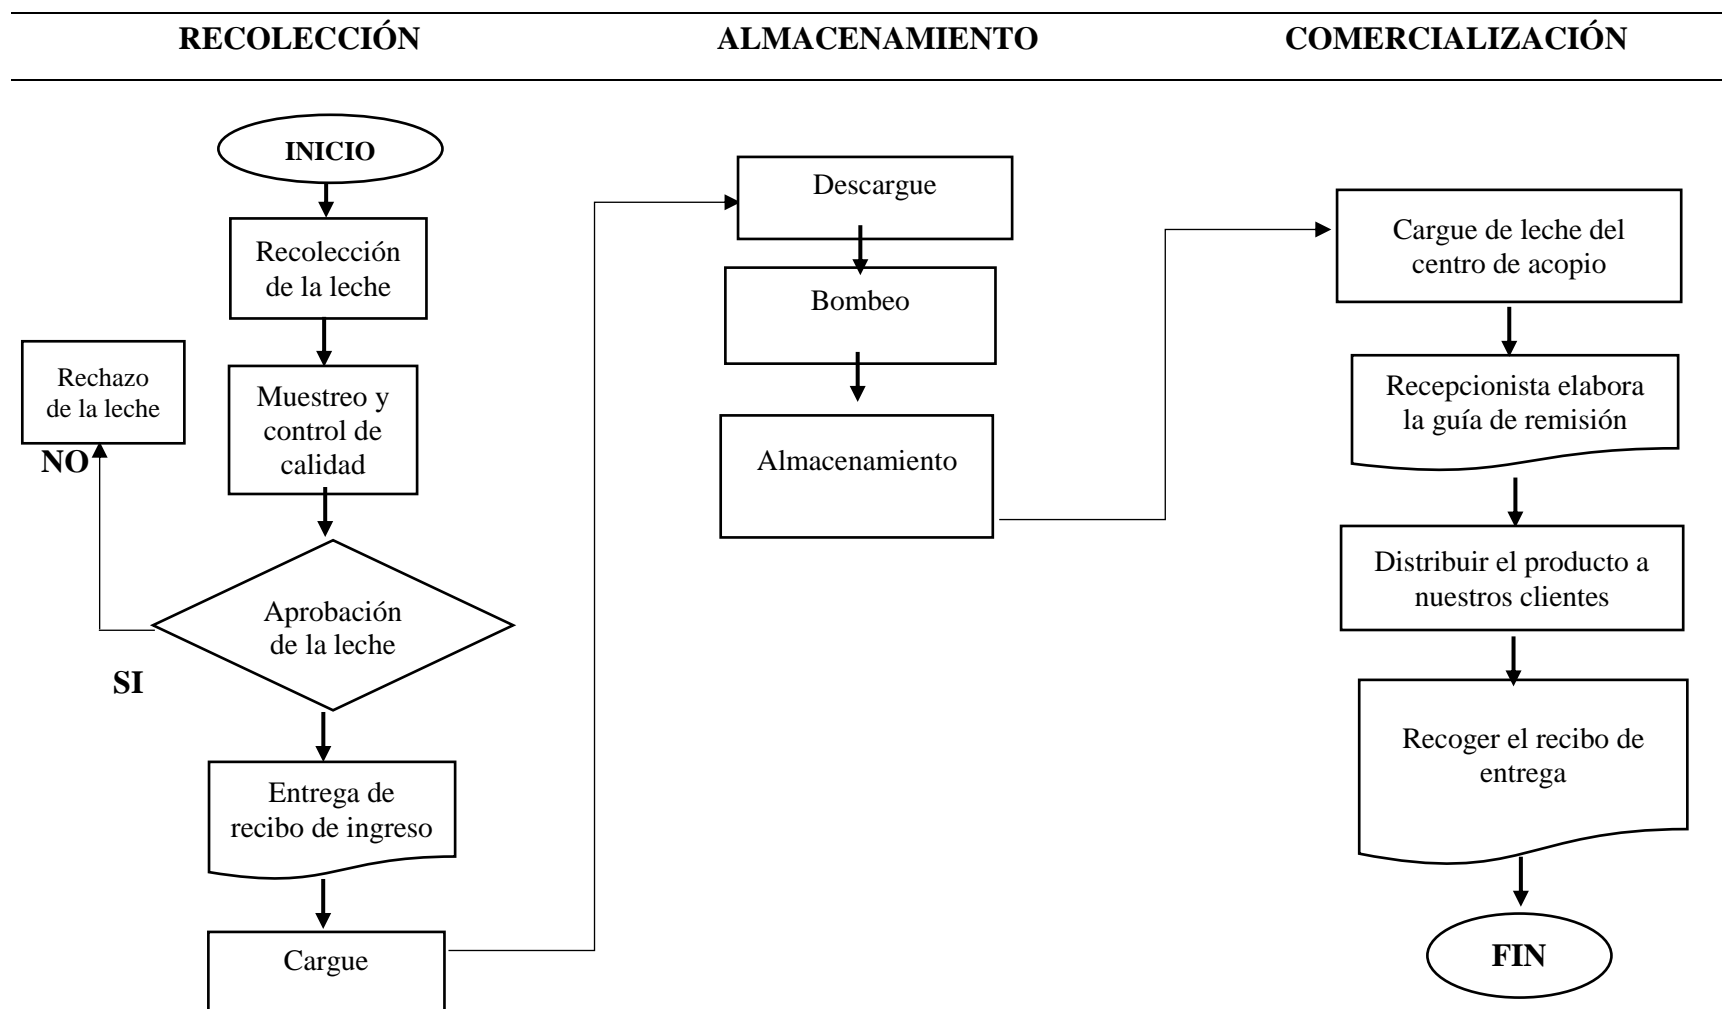 RECOLECCIÓN
ALMACENAMIENTO
COMERCIALIZACIÓN
INICIO
Recolección
de la leche
Rechazo
de la leche
NO
Muestreo y
control de
calidad
Aprobación
de la leche
SI
Entrega de
recibo de ingreso
Cargue
Descargue
Bombeo
Almacenamiento
Cargue de leche del
centro de acopio
Recepcionista elabora
la guía de remisión
Distribuir el producto a
nuestros clientes
Recoger el recibo de
entrega
FIN